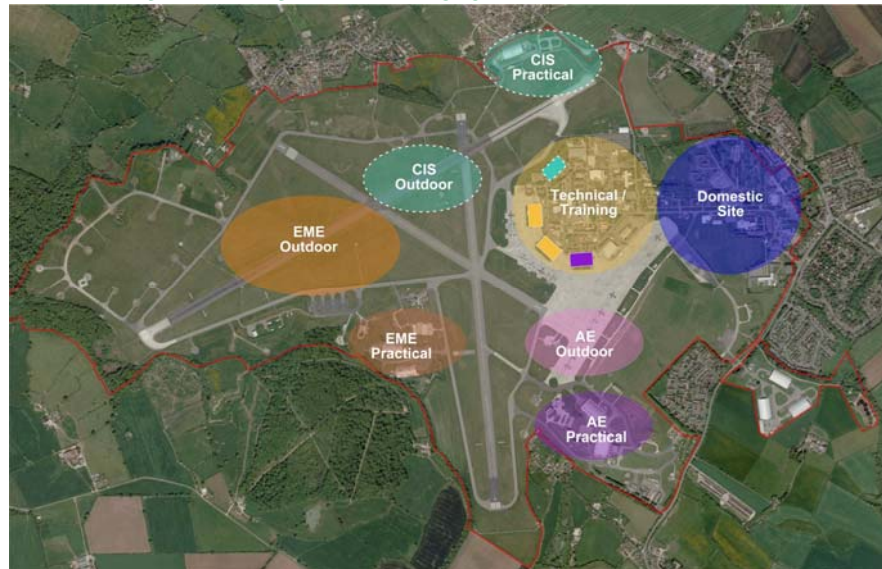 CIS
Practical
CIS
Outdoor
Technical /
Training
Domestic
Site
EME
Outdoor
EME
Practical
AE
Outdoor
AE
Practical